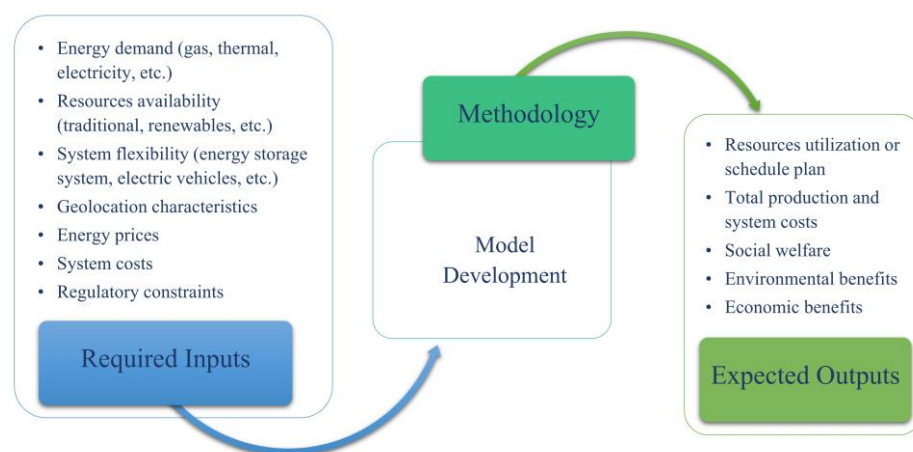 • Energy demand (gas, thermal,
electricity, etc.)
• Resources availability
(traditional, renewables, etc.)
• System flexibility (energy storage
system, electric vehicles, etc.)
• Geolocation characteristics
• Energy prices
• System costs
• Regulatory constraints
Required Inputs
Methodology
Model
Development
• Resources utilization or
schedule plan
• Total production and
system costs
• Social welfare
• Environmental benefits
• Economic benefits
Expected Outputs